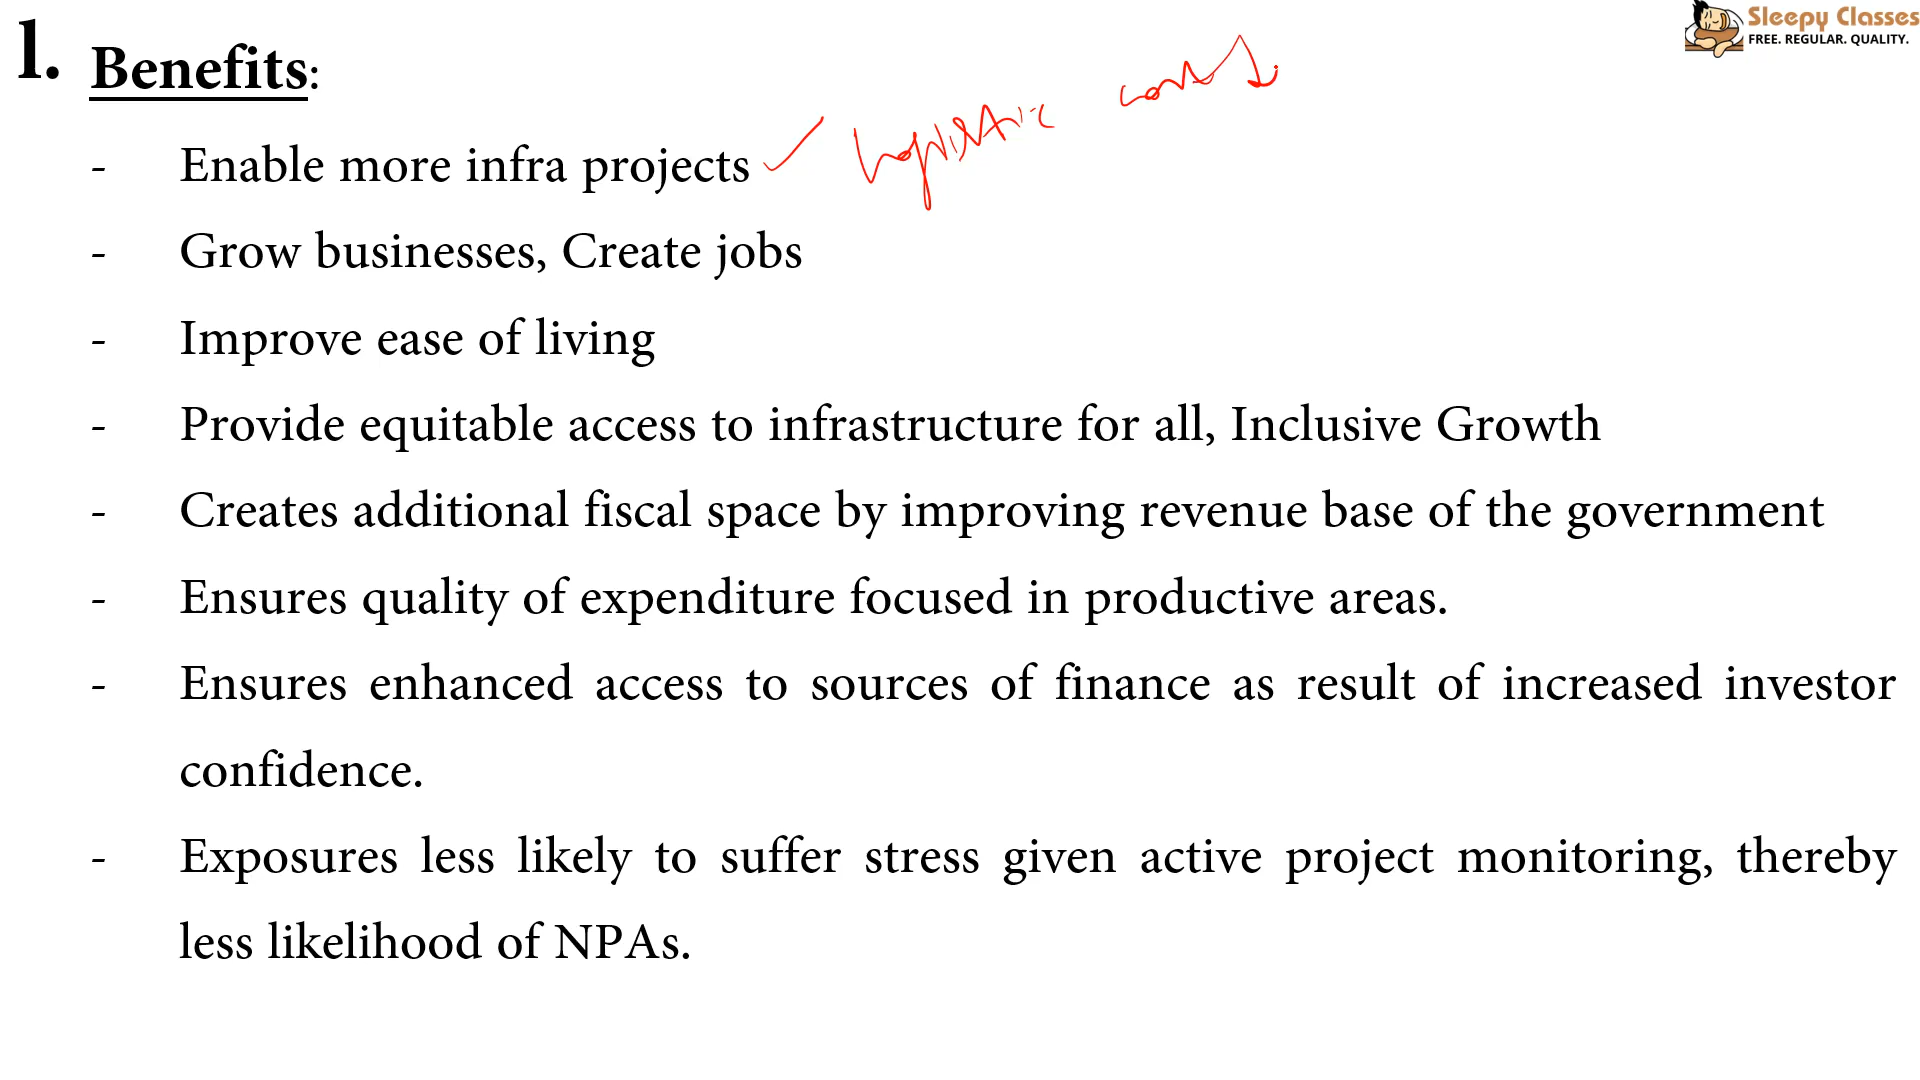 Sleepy Classes
FREE. REGULAR. QUALITY.
1. Benefits:
- Enable more infra projects ✓ Logistic costs ↓
- Grow businesses, Create jobs
- Improve ease of living
- Provide equitable access to infrastructure for all, Inclusive Growth
- Creates additional fiscal space by improving revenue base of the government
- Ensures quality of expenditure focused in productive areas.
- Ensures enhanced access to sources of finance as result of increased investor
confidence.
- Exposures less likely to suffer stress given active project monitoring, thereby
less likelihood of NPAs.